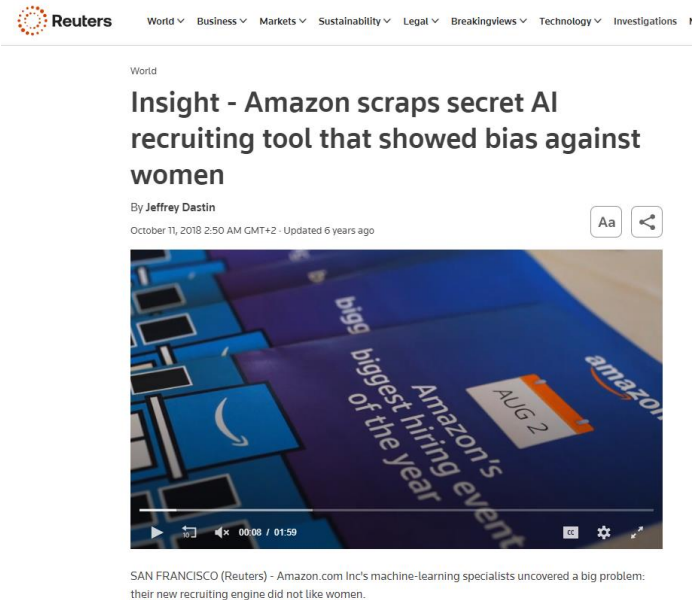 Reuters
World Business Markets Sustainability Legal Breakingviews Technology Investigations
World
Insight - Amazon scraps secret AI
recruiting tool that showed bias against
women
By Jeffrey Dastin
October 11, 2018 2:50 AM GMT+2 · Updated 6 years ago
Aa
bigg
amazon
AUG 2
Amazon's
biggest hiring event
of the year
10
00:08 / 01:59
CC
SAN FRANCISCO (Reuters) - Amazon.com Inc's machine-learning specialists uncovered a big problem:
their new recruiting engine did not like women.